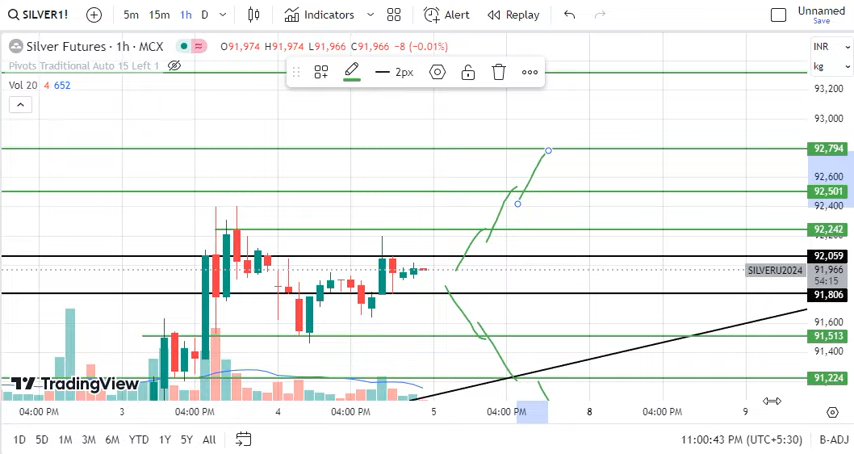 SILVER1! 5m 15m 1h D Indicators Alert Replay Unnamed
Save
Silver Futures · 1h · MCX O91,974 H91,974 L91,966 C91,966 −8 (−0.01%) INR
Pivots Traditional Auto 15 Left 1 kg
2px
Vol 20 4 652
93,200
93,000
92,794
92,600
92,501
92,400
92,242
92,200
92,059
SILVERU2024 91,966
54:15
91,806
91,600
91,513
91,400
91,224
TradingView
04:00 PM 3 04:00 PM 4 04:00 PM 5 04:00 PM 8 04:00 PM 9
1D 5D 1M 3M 6M YTD 1Y 5Y All 11:00:43 PM (UTC+5:30) B-ADJ